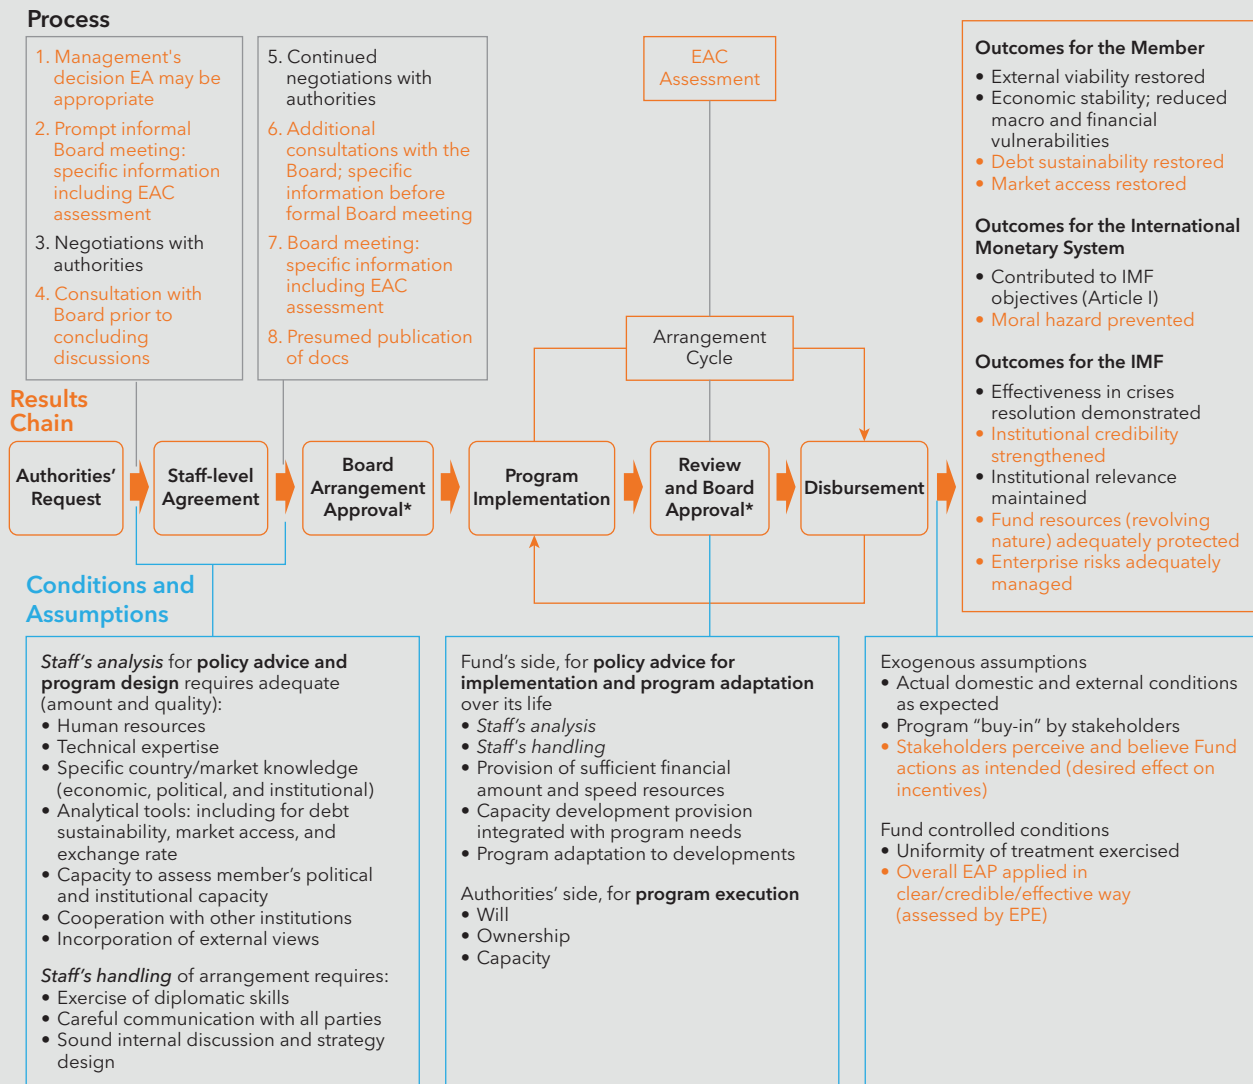 Process
1. Management's
decision EA may be
appropriate
2. Prompt informal
Board meeting:
specific information
including EAC
assessment
3. Negotiations with
authorities
4. Consultation with
Board prior to
concluding
discussions
5. Continued
negotiations with
authorities
6. Additional
consultations with the
Board; specific
information before
formal Board meeting
7. Board meeting:
specific information
including EAC
assessment
8. Presumed publication
of docs
EAC
Assessment
Arrangement
Cycle
Outcomes for the Member
• External viability restored
• Economic stability; reduced
macro and financial
vulnerabilities
• Debt sustainability restored
• Market access restored
Outcomes for the International
Monetary System
• Contributed to IMF
objectives (Article I)
• Moral hazard prevented
Outcomes for the IMF
• Effectiveness in crises
resolution demonstrated
• Institutional credibility
strengthened
• Institutional relevance
maintained
• Fund resources (revolving
nature) adequately protected
• Enterprise risks adequately
managed
Results
Chain
Authorities'
Request
Staff-level
Agreement
Board
Arrangement
Approval*
Program
Implementation
Review
and Board
Approval*
Disbursement
Conditions and
Assumptions
Staff's analysis for policy advice and
program design requires adequate
(amount and quality):
• Human resources
• Technical expertise
• Specific country/market knowledge
(economic, political, and institutional)
• Analytical tools: including for debt
sustainability, market access, and
exchange rate
• Capacity to assess member's political
and institutional capacity
• Cooperation with other institutions
• Incorporation of external views
Staff's handling of arrangement requires:
• Exercise of diplomatic skills
• Careful communication with all parties
• Sound internal discussion and strategy
design
Fund's side, for policy advice for
implementation and program adaptation
over its life
• Staff's analysis
• Staff's handling
• Provision of sufficient financial
amount and speed resources
• Capacity development provision
integrated with program needs
• Program adaptation to developments
Authorities' side, for program execution
• Will
• Ownership
• Capacity
Exogenous assumptions
• Actual domestic and external conditions
as expected
• Program "buy-in" by stakeholders
• Stakeholders perceive and believe Fund
actions as intended (desired effect on
incentives)
Fund controlled conditions
• Uniformity of treatment exercised
• Overall EAP applied in
clear/credible/effective way
(assessed by EPE)